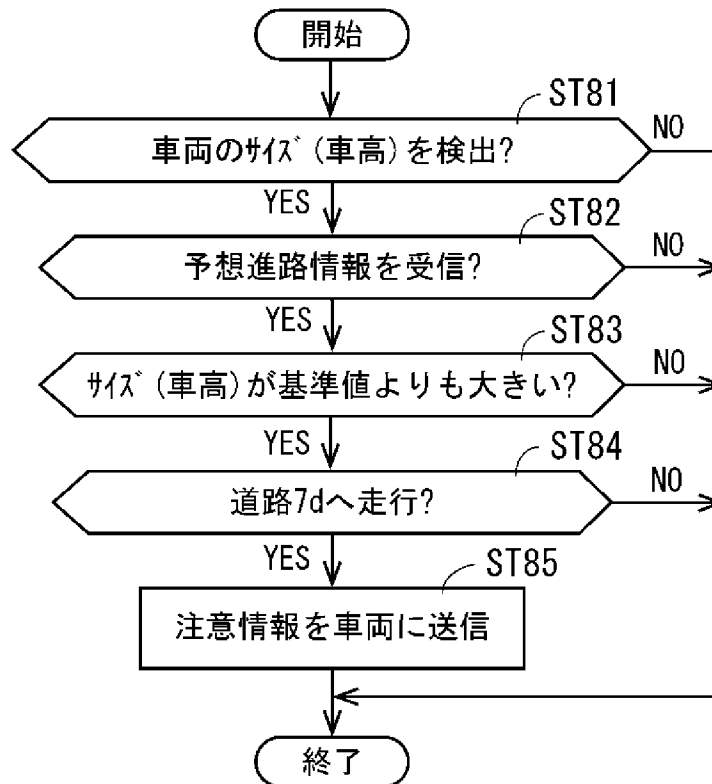 開始
ST81
車両のｻｲｽﾞ(車高)を検出?
NO
YES
ST82
予想進路情報を受信?
NO
YES
ST83
ｻｲｽﾞ(車高)が基準値よりも大きい?
NO
YES
ST84
道路7dへ走行?
NO
YES
ST85
注意情報を車両に送信
終了